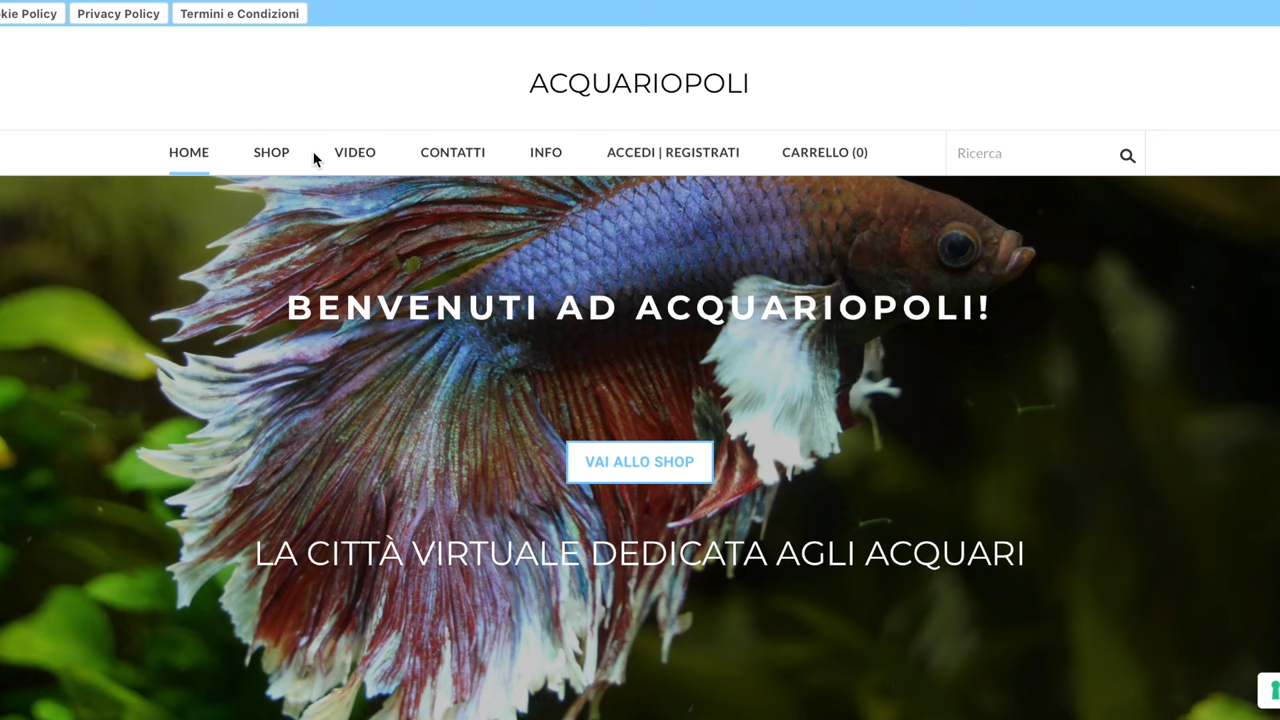 kie Policy
Privacy Policy
Termini e Condizioni
ACQUARIOPOLI
HOME
SHOP
VIDEO
CONTATTI
INFO
ACCEDI | REGISTRATI
CARRELLO (0)
Ricerca
BENVENUTI AD ACQUARIOPOLI!
VAI ALLO SHOP
LA CITTÀ VIRTUALE DEDICATA AGLI ACQUARI